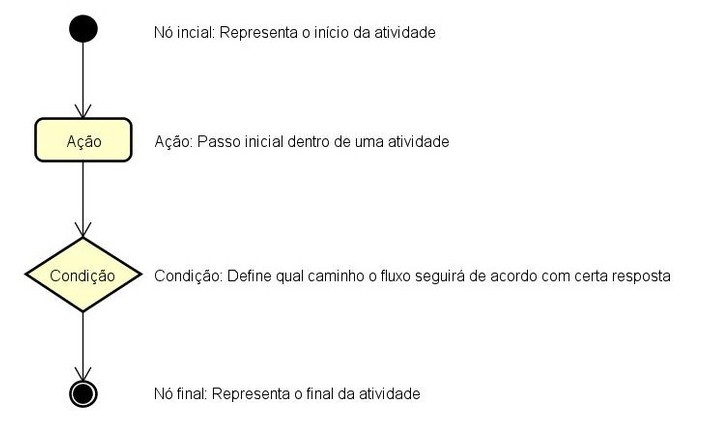 Nó incial: Representa o início da atividade
Ação
Ação: Passo inicial dentro de uma atividade
Condição
Condição: Define qual caminho o fluxo seguirá de acordo com certa resposta
Nó final: Representa o final da atividade